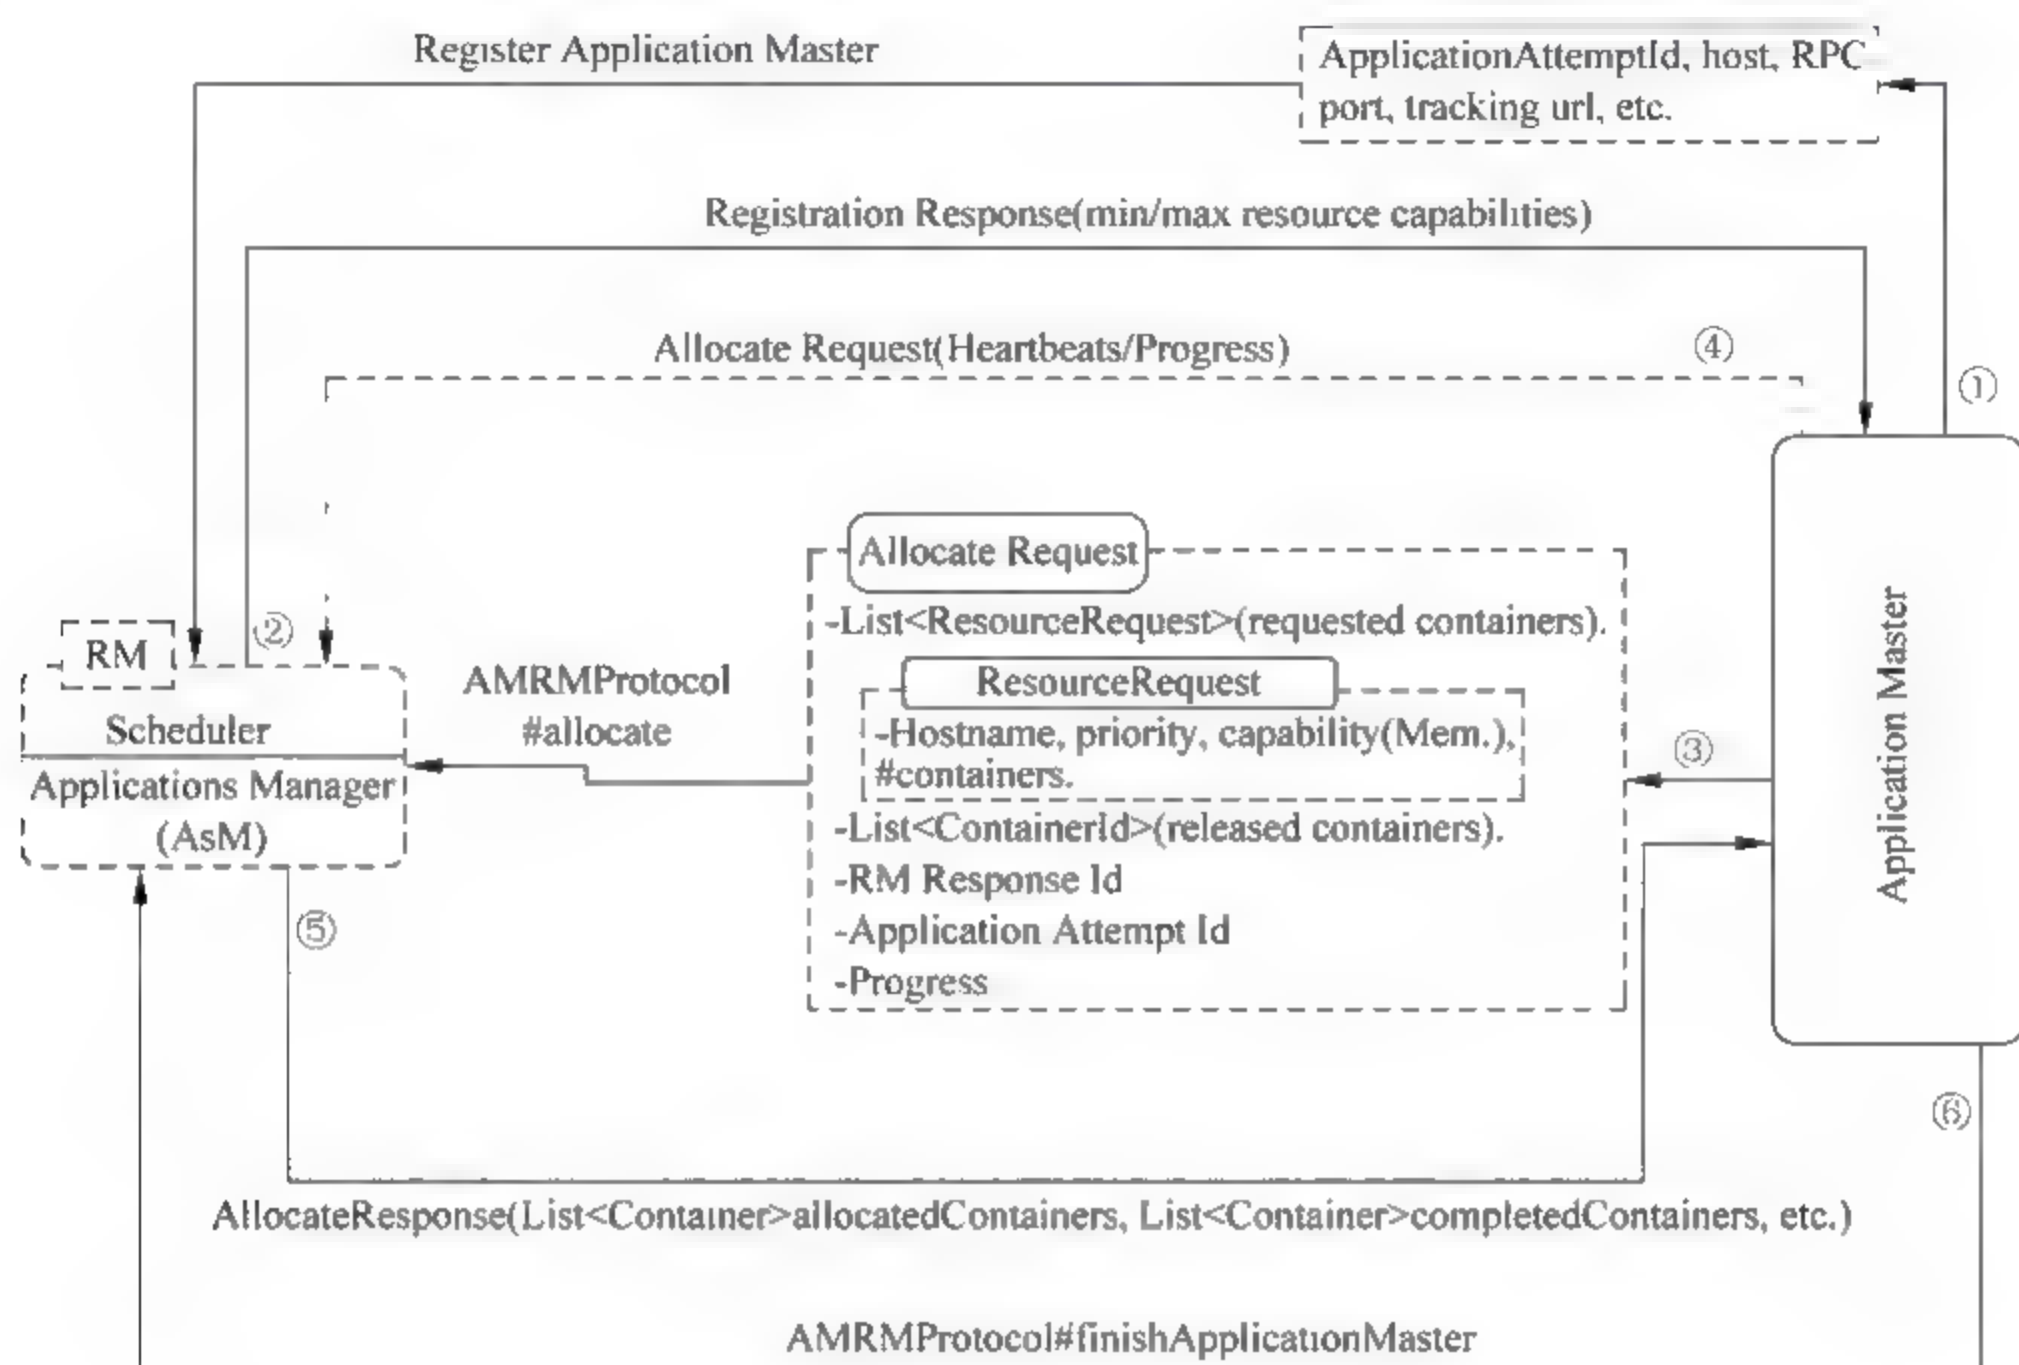 Register Application Master
ApplicationAttemptId, host, RPC
port, tracking url, etc.
Registration Response(min/max resource capabilities)
Allocate Request(Heartbeats/Progress)
④
①
Allocate Request
-List<ResourceRequest>(requested containers).
②
RM
AMRMProtocol
#allocate
ResourceRequest
-Hostname, priority, capability(Mem.),
#containers.
Scheduler
Applications Manager
(AsM)
③
Application Master
-List<ContainerId>(released containers).
-RM Response Id
-Application Attempt Id
-Progress
⑤
⑥
AllocateResponse(List<Container>allocatedContainers, List<Container>completedContainers, etc.)
AMRMProtocol#finishApplicationMaster